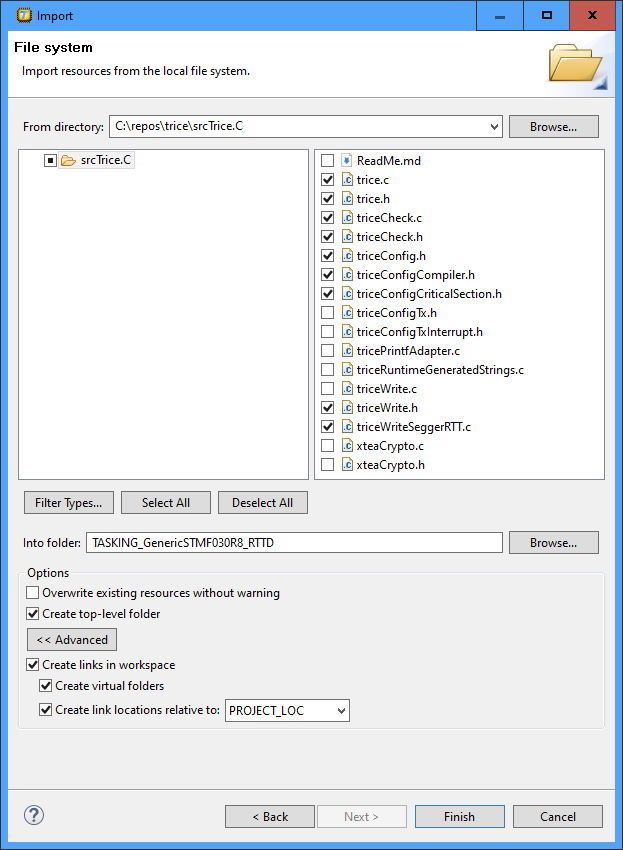 Import
File system
Import resources from the local file system.
From directory: C:\repos\trice\srcTrice.C Browse...
srcTrice.C
ReadMe.md
trice.c
trice.h
triceCheck.c
triceCheck.h
triceConfig.h
triceConfigCompiler.h
triceConfigCriticalSection.h
triceConfigTx.h
triceConfigTxInterrupt.h
tricePrintfAdapter.c
triceRuntimeGeneratedStrings.c
triceWrite.c
triceWrite.h
triceWriteSeggerRTT.c
xteaCrypto.c
xteaCrypto.h
Filter Types... Select All Deselect All
Into folder: TASKING_GenericSTMF030R8_RTTD Browse...
Options
Overwrite existing resources without warning
Create top-level folder
<< Advanced
Create links in workspace
Create virtual folders
Create link locations relative to: PROJECT_LOC
? < Back Next > Finish Cancel